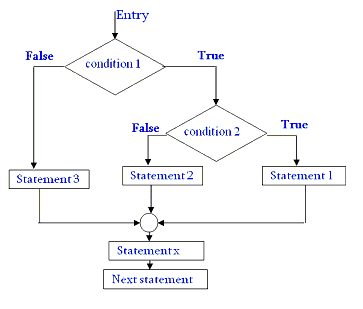 Entry
False
condition 1
True
False
condition 2
True
Statement 3
Statement 2
Statement 1
Statement x
Next statement